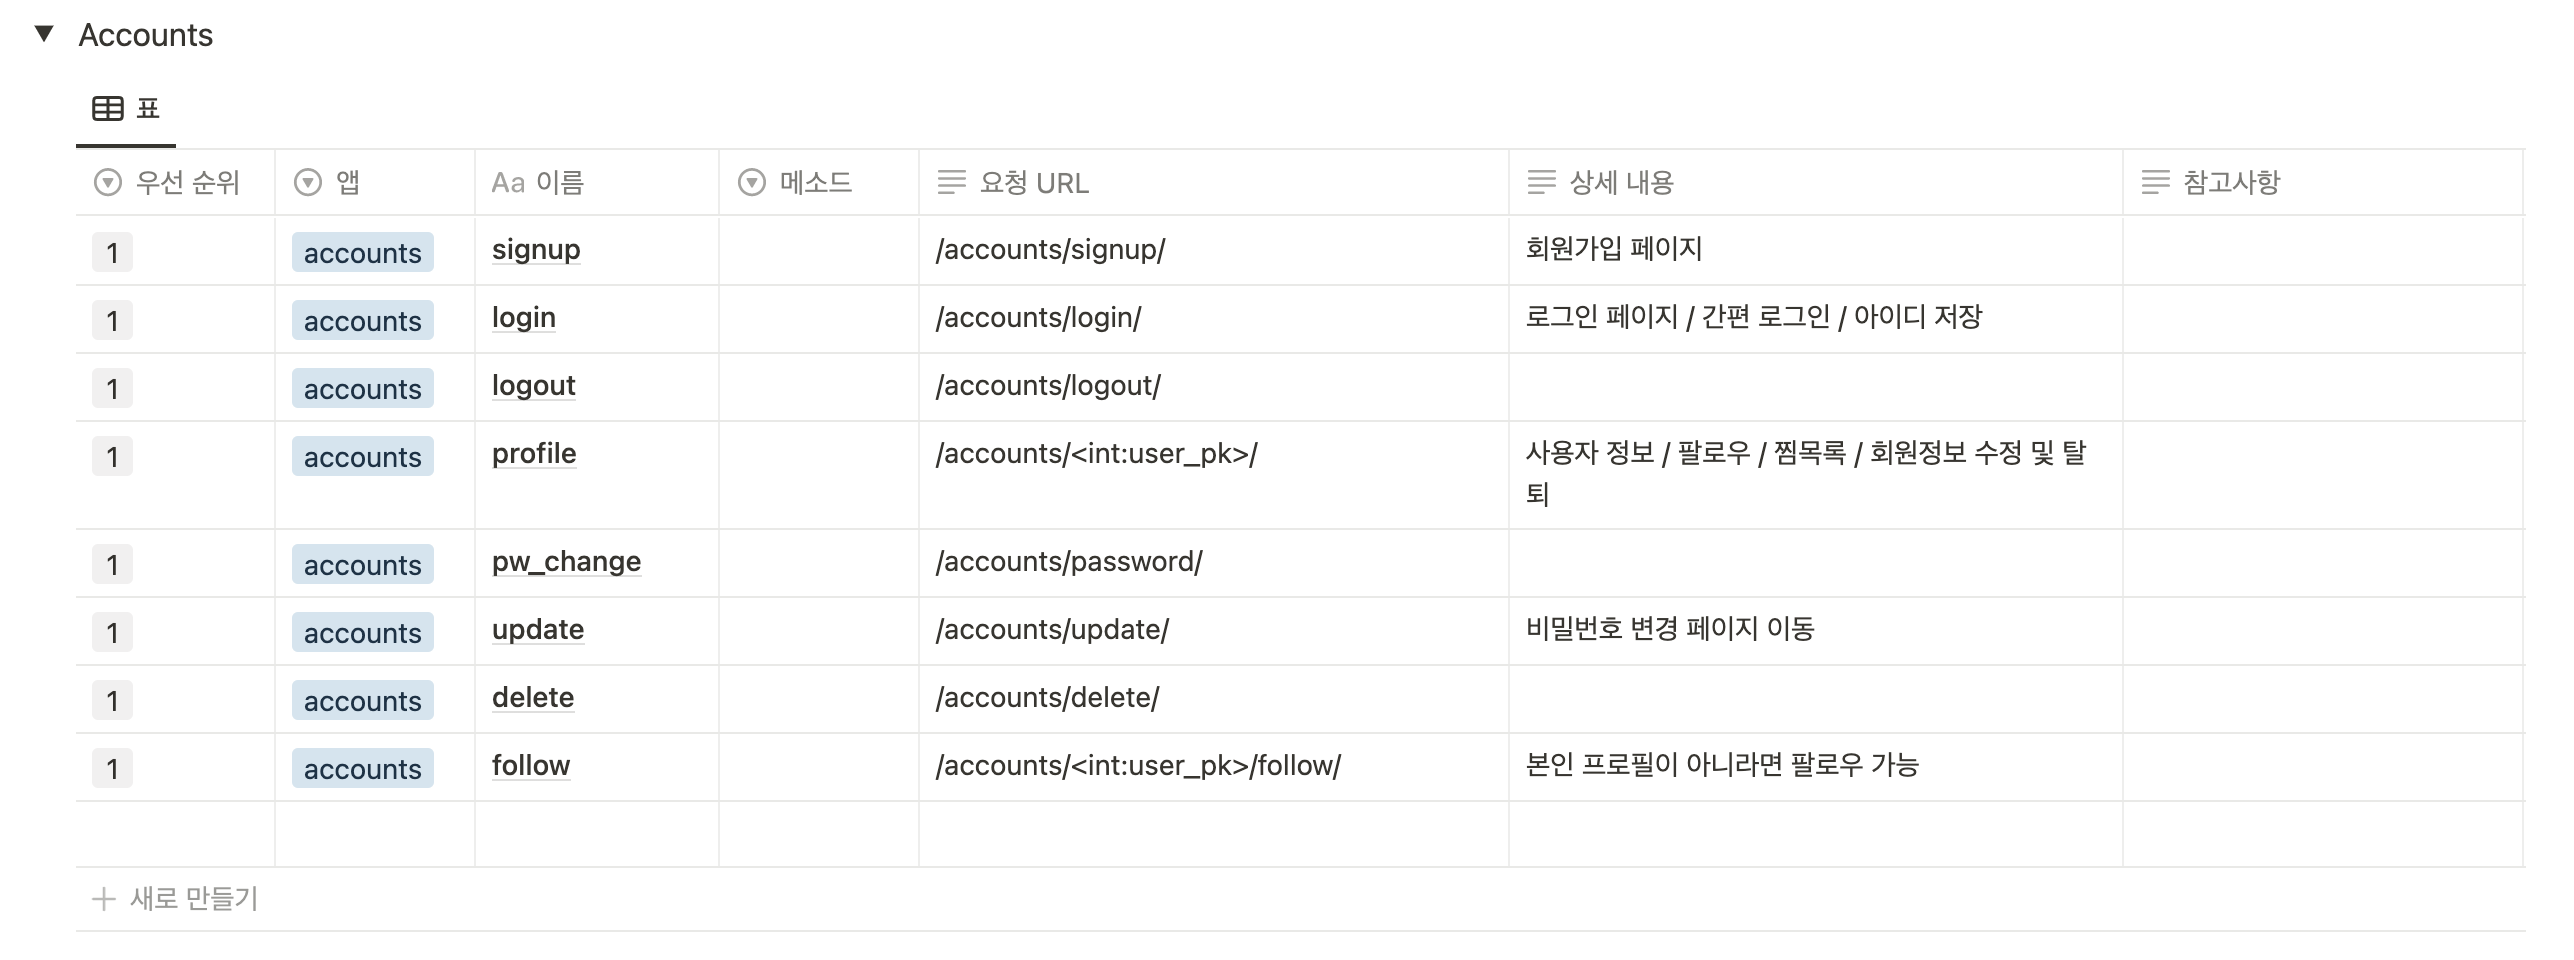 Accounts
표
우선 순위 앱 Aa 이름 메소드 요청 URL 상세 내용 참고사항
1 accounts signup /accounts/signup/ 회원가입 페이지
1 accounts login /accounts/login/ 로그인 페이지 / 간편 로그인 / 아이디 저장
1 accounts logout /accounts/logout/
1 accounts profile /accounts/<int:user_pk>/ 사용자 정보 / 팔로우 / 찜목록 / 회원정보 수정 및 탈
퇴
1 accounts pw_change /accounts/password/
1 accounts update /accounts/update/ 비밀번호 변경 페이지 이동
1 accounts delete /accounts/delete/
1 accounts follow /accounts/<int:user_pk>/follow/ 본인 프로필이 아니라면 팔로우 가능
+ 새로 만들기